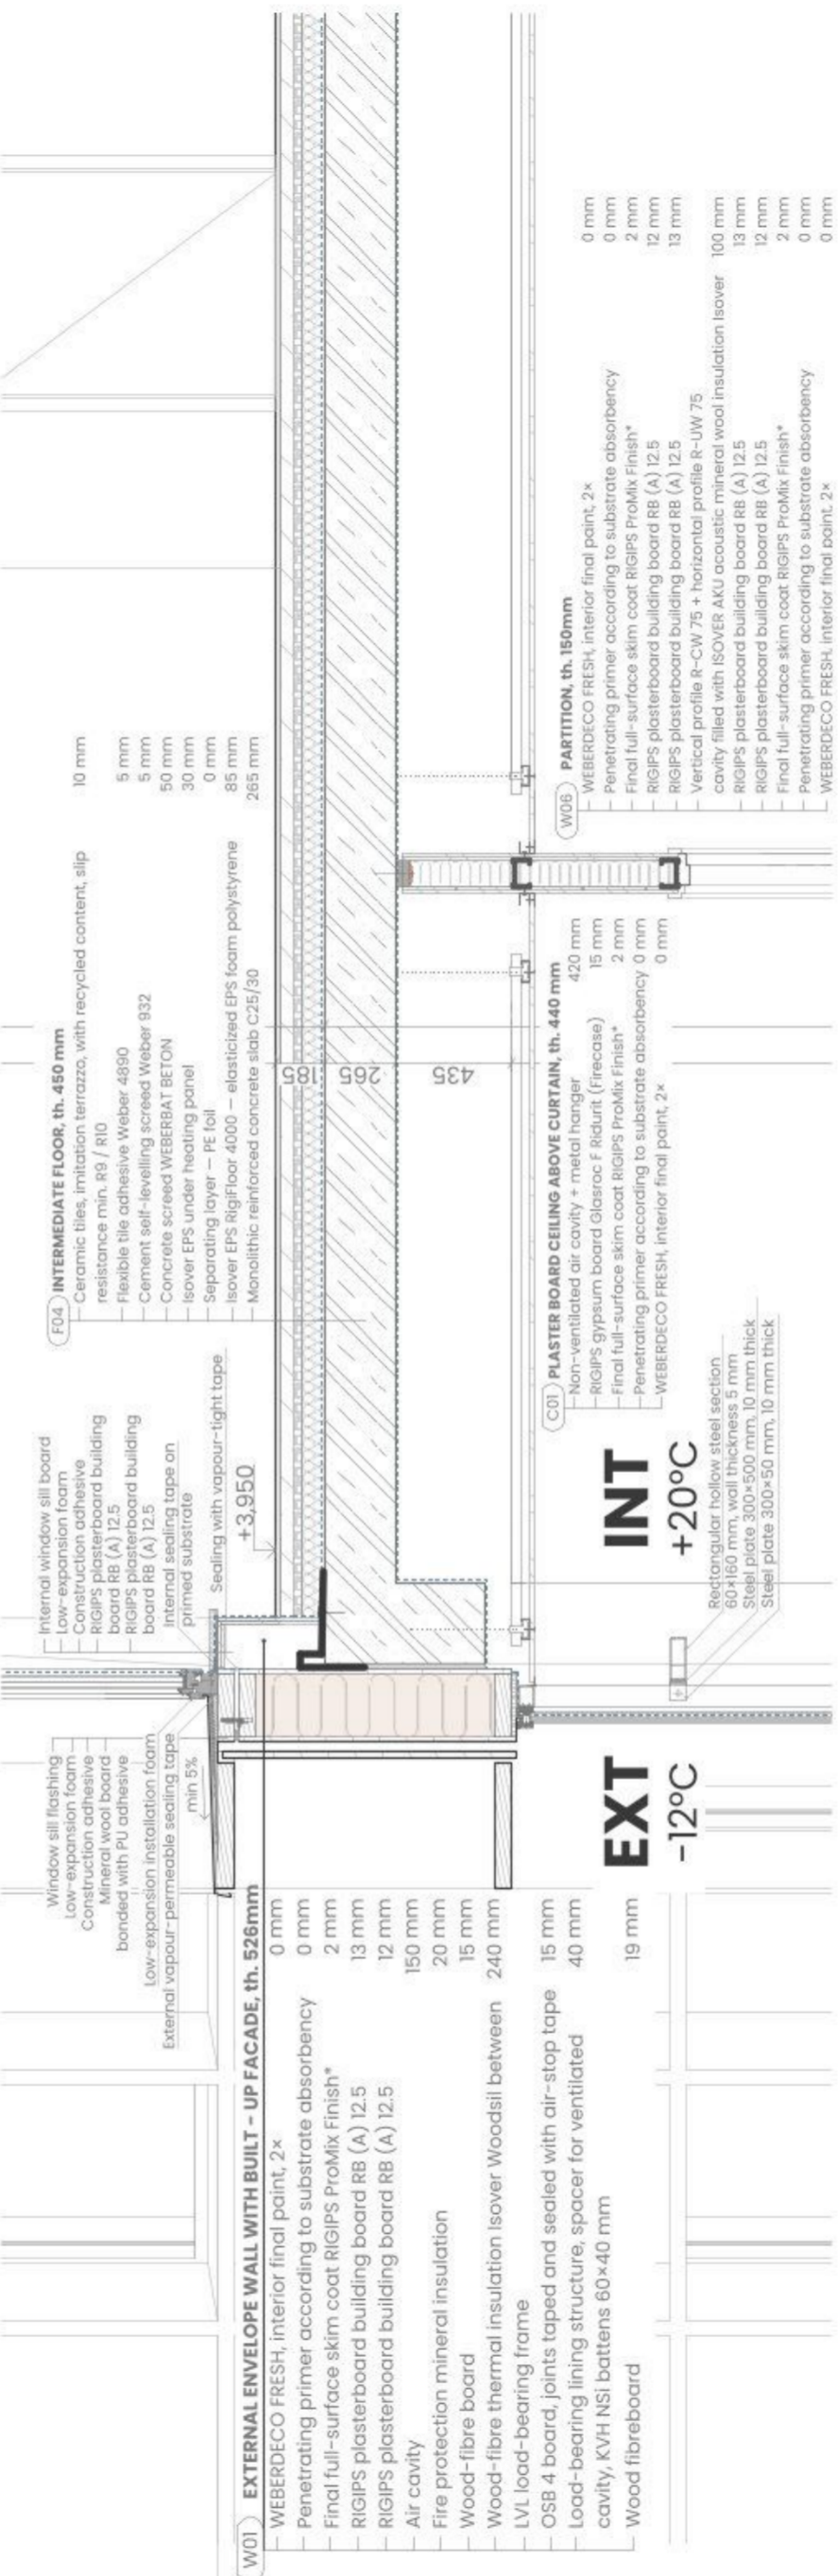 W01 EXTERNAL ENVELOPE WALL WITH BUILT - UP FACADE, th. 526mm
WEBERDECO FRESH, interior final paint, 2× 0 mm
Penetrating primer according to substrate absorbency 0 mm
Final full-surface skim coat RIGIPS ProMix Finish* 2 mm
RIGIPS plasterboard building board RB (A) 12.5 13 mm
RIGIPS plasterboard building board RB (A) 12.5 12 mm
Air cavity 150 mm
Fire protection mineral insulation 20 mm
Wood-fibre board 15 mm
Wood-fibre thermal insulation Isover Woodsil between 240 mm
LVL load-bearing frame
OSB 4 board, joints taped and sealed with air-stop tape 15 mm
Load-bearing lining structure, spacer for ventilated 40 mm
cavity, KVH NSi battens 60×40 mm
Wood fibreboard 19 mm
Window sill flashing
Low-expansion foam
Construction adhesive
Mineral wool board
bonded with PU adhesive
Low-expansion installation foam
External vapour-permeable sealing tape
min 5%
EXT
-12°C
Internal window sill board
Low-expansion foam
Construction adhesive
RIGIPS plasterboard building
board RB (A) 12.5
RIGIPS plasterboard building
board RB (A) 12.5
Internal sealing tape on
primed substrate
Sealing with vapour-tight tape
+3,950
INT
+20°C
Rectangular hollow steel section
60×160 mm, wall thickness 5 mm
Steel plate 300×500 mm, 10 mm thick
Steel plate 300×50 mm, 10 mm thick
F04 INTERMEDIATE FLOOR, th. 450 mm
Ceramic tiles, imitation terrazzo, with recycled content, slip 10 mm
resistance min. R9 / R10
Flexible tile adhesive Weber 4890 5 mm
Cement self-levelling screed Weber 932 5 mm
Concrete screed WEBERBAT BETON 50 mm
Isover EPS under heating panel 30 mm
Separating layer — PE foil 0 mm
Isover EPS RigiFloor 4000 — elasticized EPS foam polystyrene 85 mm
Monolithic reinforced concrete slab C25/30 265 mm
185
265
435
C01 PLASTER BOARD CEILING ABOVE CURTAIN, th. 440 mm
Non-ventilated air cavity + metal hanger 420 mm
RIGIPS gypsum board Glasroc F Ridurit (Firecase) 15 mm
Final full-surface skim coat RIGIPS ProMix Finish* 2 mm
Penetrating primer according to substrate absorbency 0 mm
WEBERDECO FRESH, interior final paint, 2× 0 mm
W06 PARTITION, th. 150mm
WEBERDECO FRESH, interior final paint, 2× 0 mm
Penetrating primer according to substrate absorbency 0 mm
Final full-surface skim coat RIGIPS ProMix Finish* 2 mm
RIGIPS plasterboard building board RB (A) 12.5 12 mm
RIGIPS plasterboard building board RB (A) 12.5 13 mm
Vertical profile R-CW 75 + horizontal profile R-UW 75
cavity filled with ISOVER AKU acoustic mineral wool insulation Isover 100 mm
RIGIPS plasterboard building board RB (A) 12.5 13 mm
RIGIPS plasterboard building board RB (A) 12.5 12 mm
Final full-surface skim coat RIGIPS ProMix Finish* 2 mm
Penetrating primer according to substrate absorbency 0 mm
WEBERDECO FRESH, interior final paint, 2× 0 mm